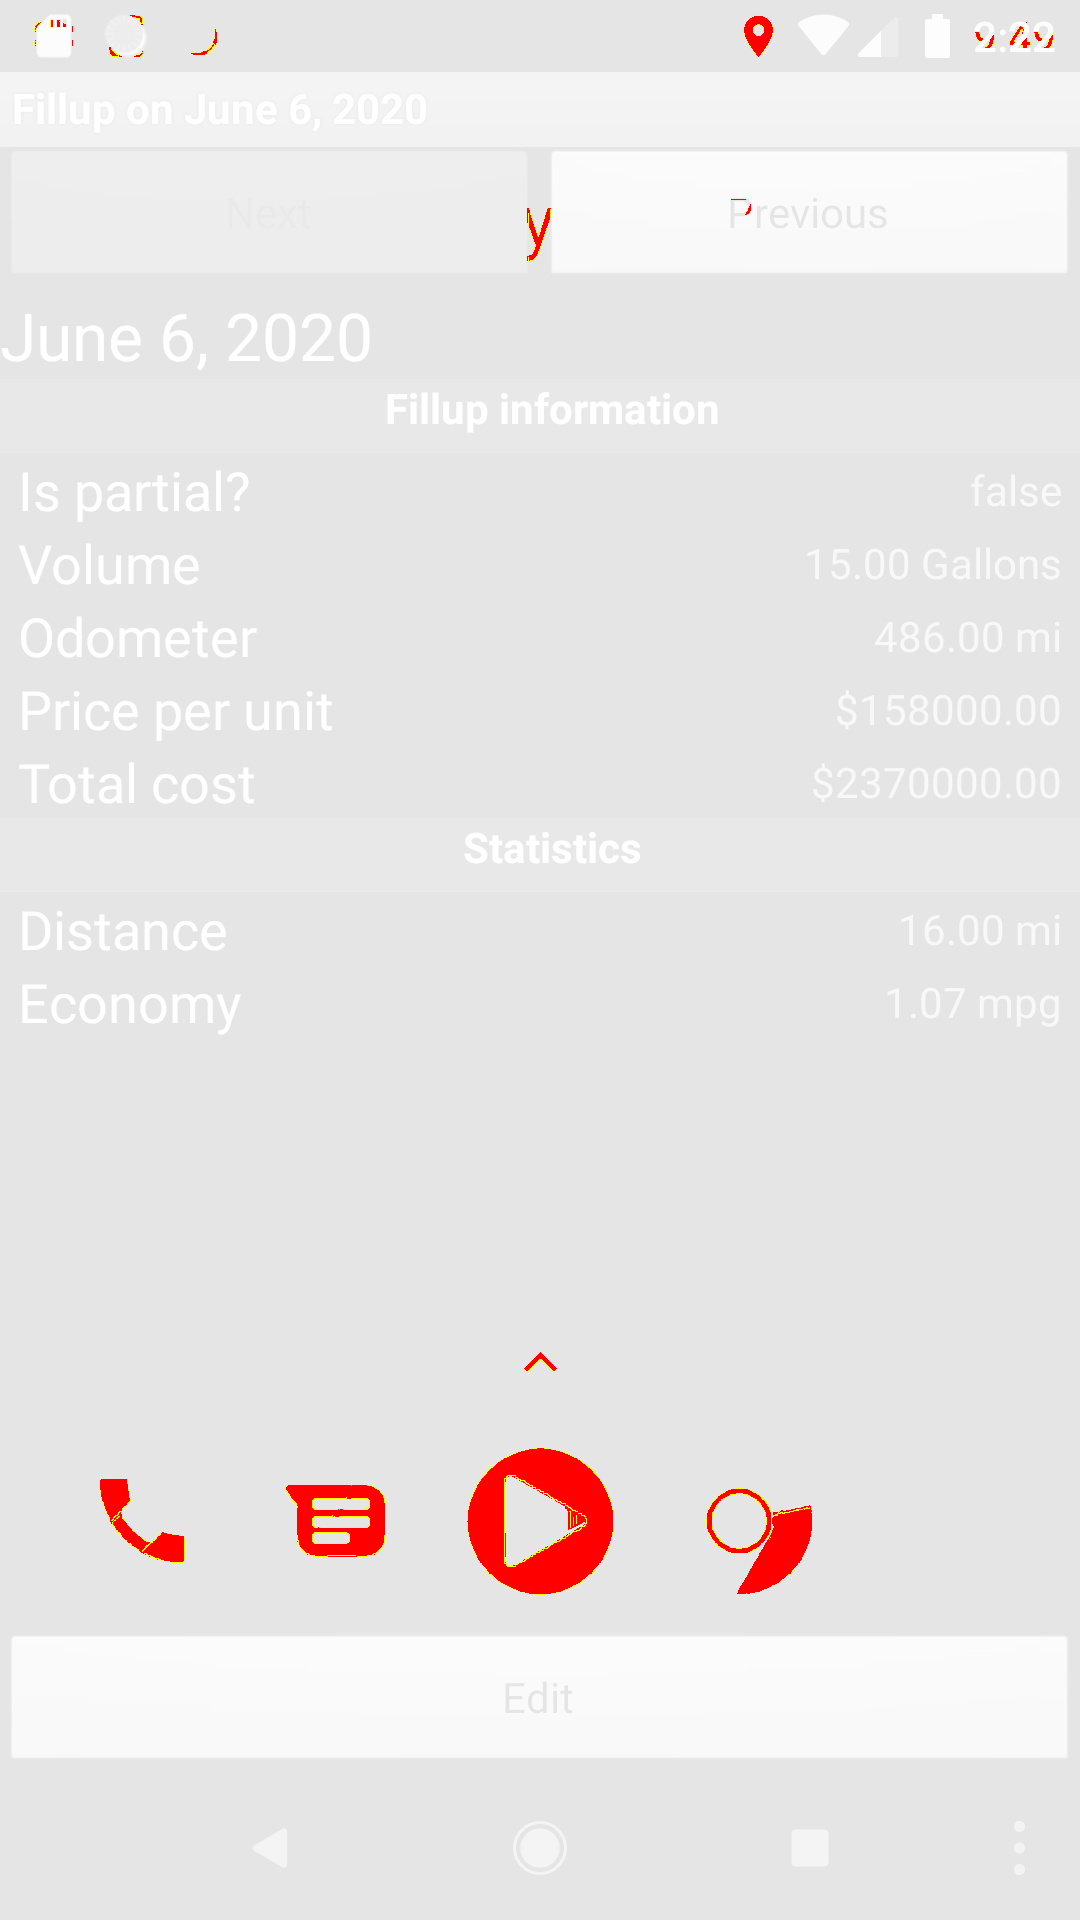 Fillup on June 6, 2020
Next
y
Previous
June 6, 2020
Fillup information
Is partial? false
Volume 15.00 Gallons
Odometer 486.00 mi
Price per unit $158000.00
Total cost $2370000.00
Statistics
Distance 16.00 mi
Economy 1.07 mpg
Edit